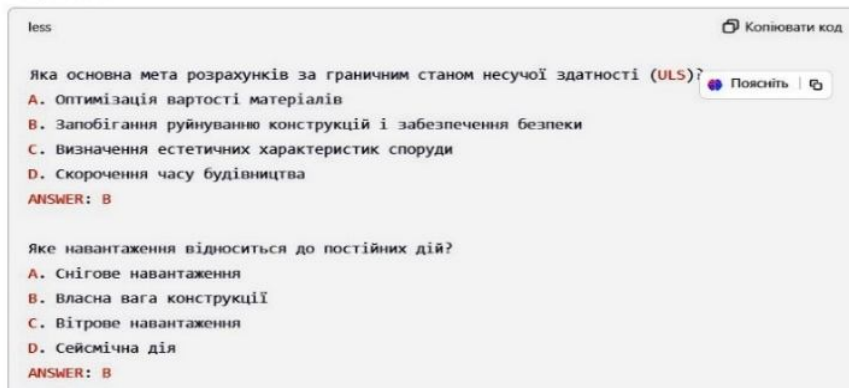 less
Копіювати код
Яка основна мета розрахунків за граничним станом несучої здатності (ULS)?
Поясніть
A. Оптимізація вартості матеріалів
B. Запобігання руйнуванню конструкцій і забезпечення безпеки
C. Визначення естетичних характеристик споруди
D. Скорочення часу будівництва
ANSWER: B
Яке навантаження відноситься до постійних дій?
A. Снігове навантаження
B. Власна вага конструкції
C. Вітрове навантаження
D. Сейсмічна дія
ANSWER: B